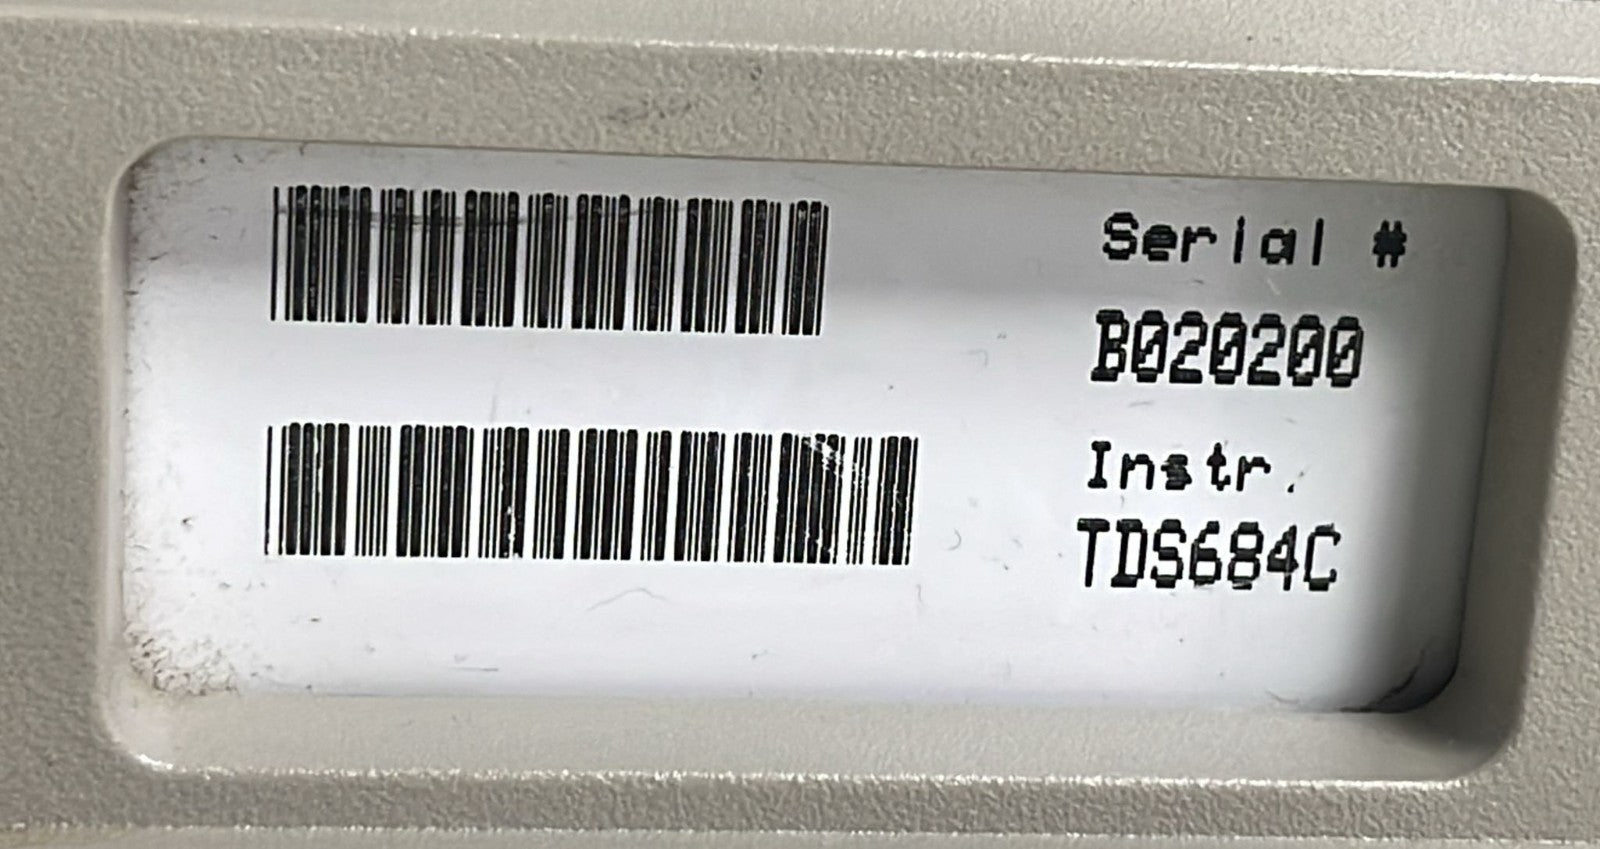 Serial #
B020200
Instr.
TDS684C